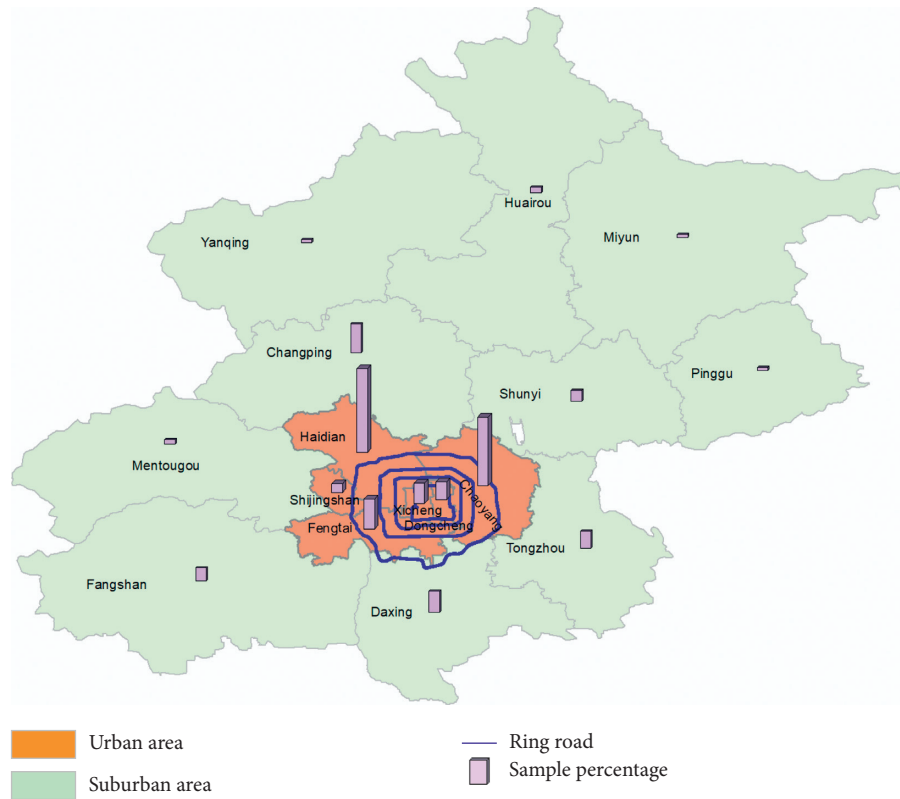 Huairou
Yanqing
Miyun
Changping
Shunyi
Pinggu
Haidian
Mentougou
Shijingshan
Xicheng
Chaoyang
Fengtai
Dongcheng
Tongzhou
Fangshan
Daxing
Urban area
Ring road
Suburban area
Sample percentage